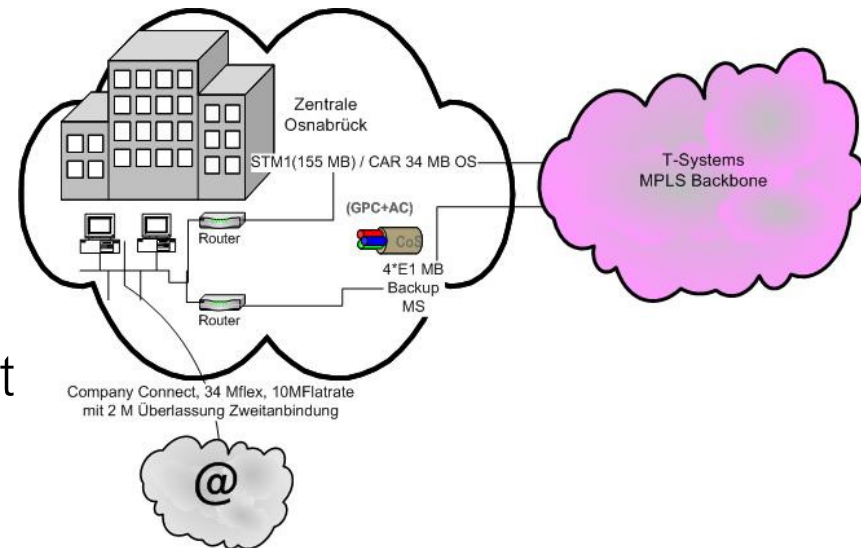 Zentrale
Osnabrück
STM1(155 MB) / CAR 34 MB OS
T-Systems
MPLS Backbone
(GPC+AC)
CoS
Router
4*E1 MB
Backup
MS
Router
t
Company Connect, 34 Mflex, 10MFlatrate
mit 2 M Überlassung Zweitanbindung
@